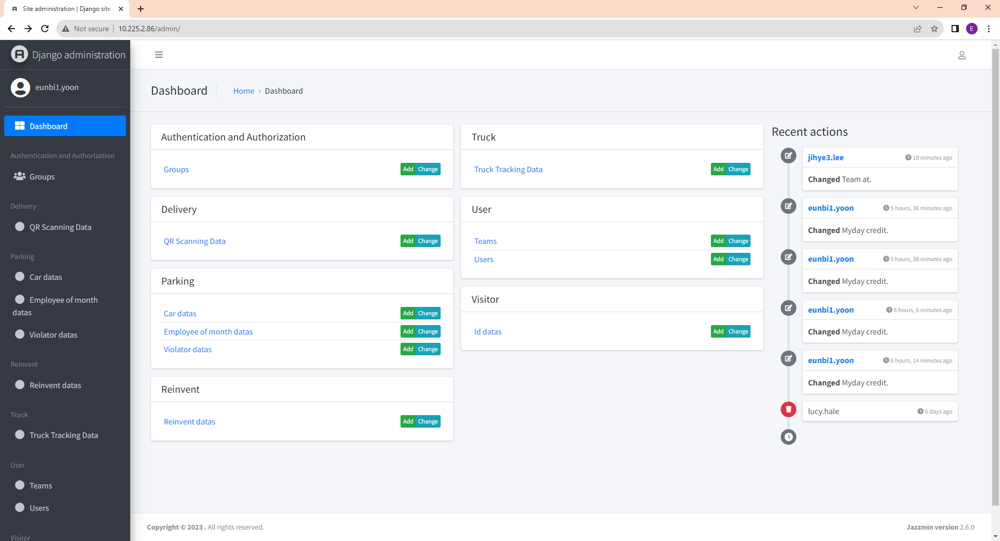 Site administration | Django site
Not secure
10.225.2.86/admin/
E
Django administration
eunbi1.yoon
Dashboard
Authentication and Authorization
Groups
Delivery
QR Scanning Data
Parking
Car datas
Employee of month
datas
Violator datas
Reinvent
Reinvent datas
Truck
Truck Tracking Data
User
Teams
Users
Visitor
Dashboard
Home › Dashboard
Authentication and Authorization
Groups Add Change
Delivery
QR Scanning Data Add Change
Parking
Car datas Add Change
Employee of month datas Add Change
Violator datas Add Change
Reinvent
Reinvent datas Add Change
Truck
Truck Tracking Data Add Change
User
Teams Add Change
Users Add Change
Visitor
Id datas Add Change
Recent actions
jihye3.lee 18 minutes ago
Changed Team at.
eunbi1.yoon 5 hours, 36 minutes ago
Changed Myday credit.
eunbi1.yoon 5 hours, 38 minutes ago
Changed Myday credit.
eunbi1.yoon 6 hours, 6 minutes ago
Changed Myday credit.
eunbi1.yoon 6 hours, 14 minutes ago
Changed Myday credit.
lucy.hale 6 days ago
Copyright © 2023 . All rights reserved.
Jazzmin version 2.6.0